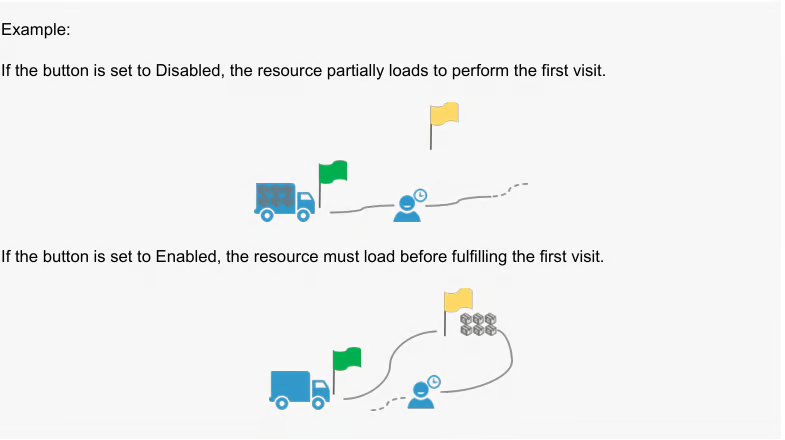 Example:
If the button is set to Disabled, the resource partially loads to perform the first visit.
If the button is set to Enabled, the resource must load before fulfilling the first visit.